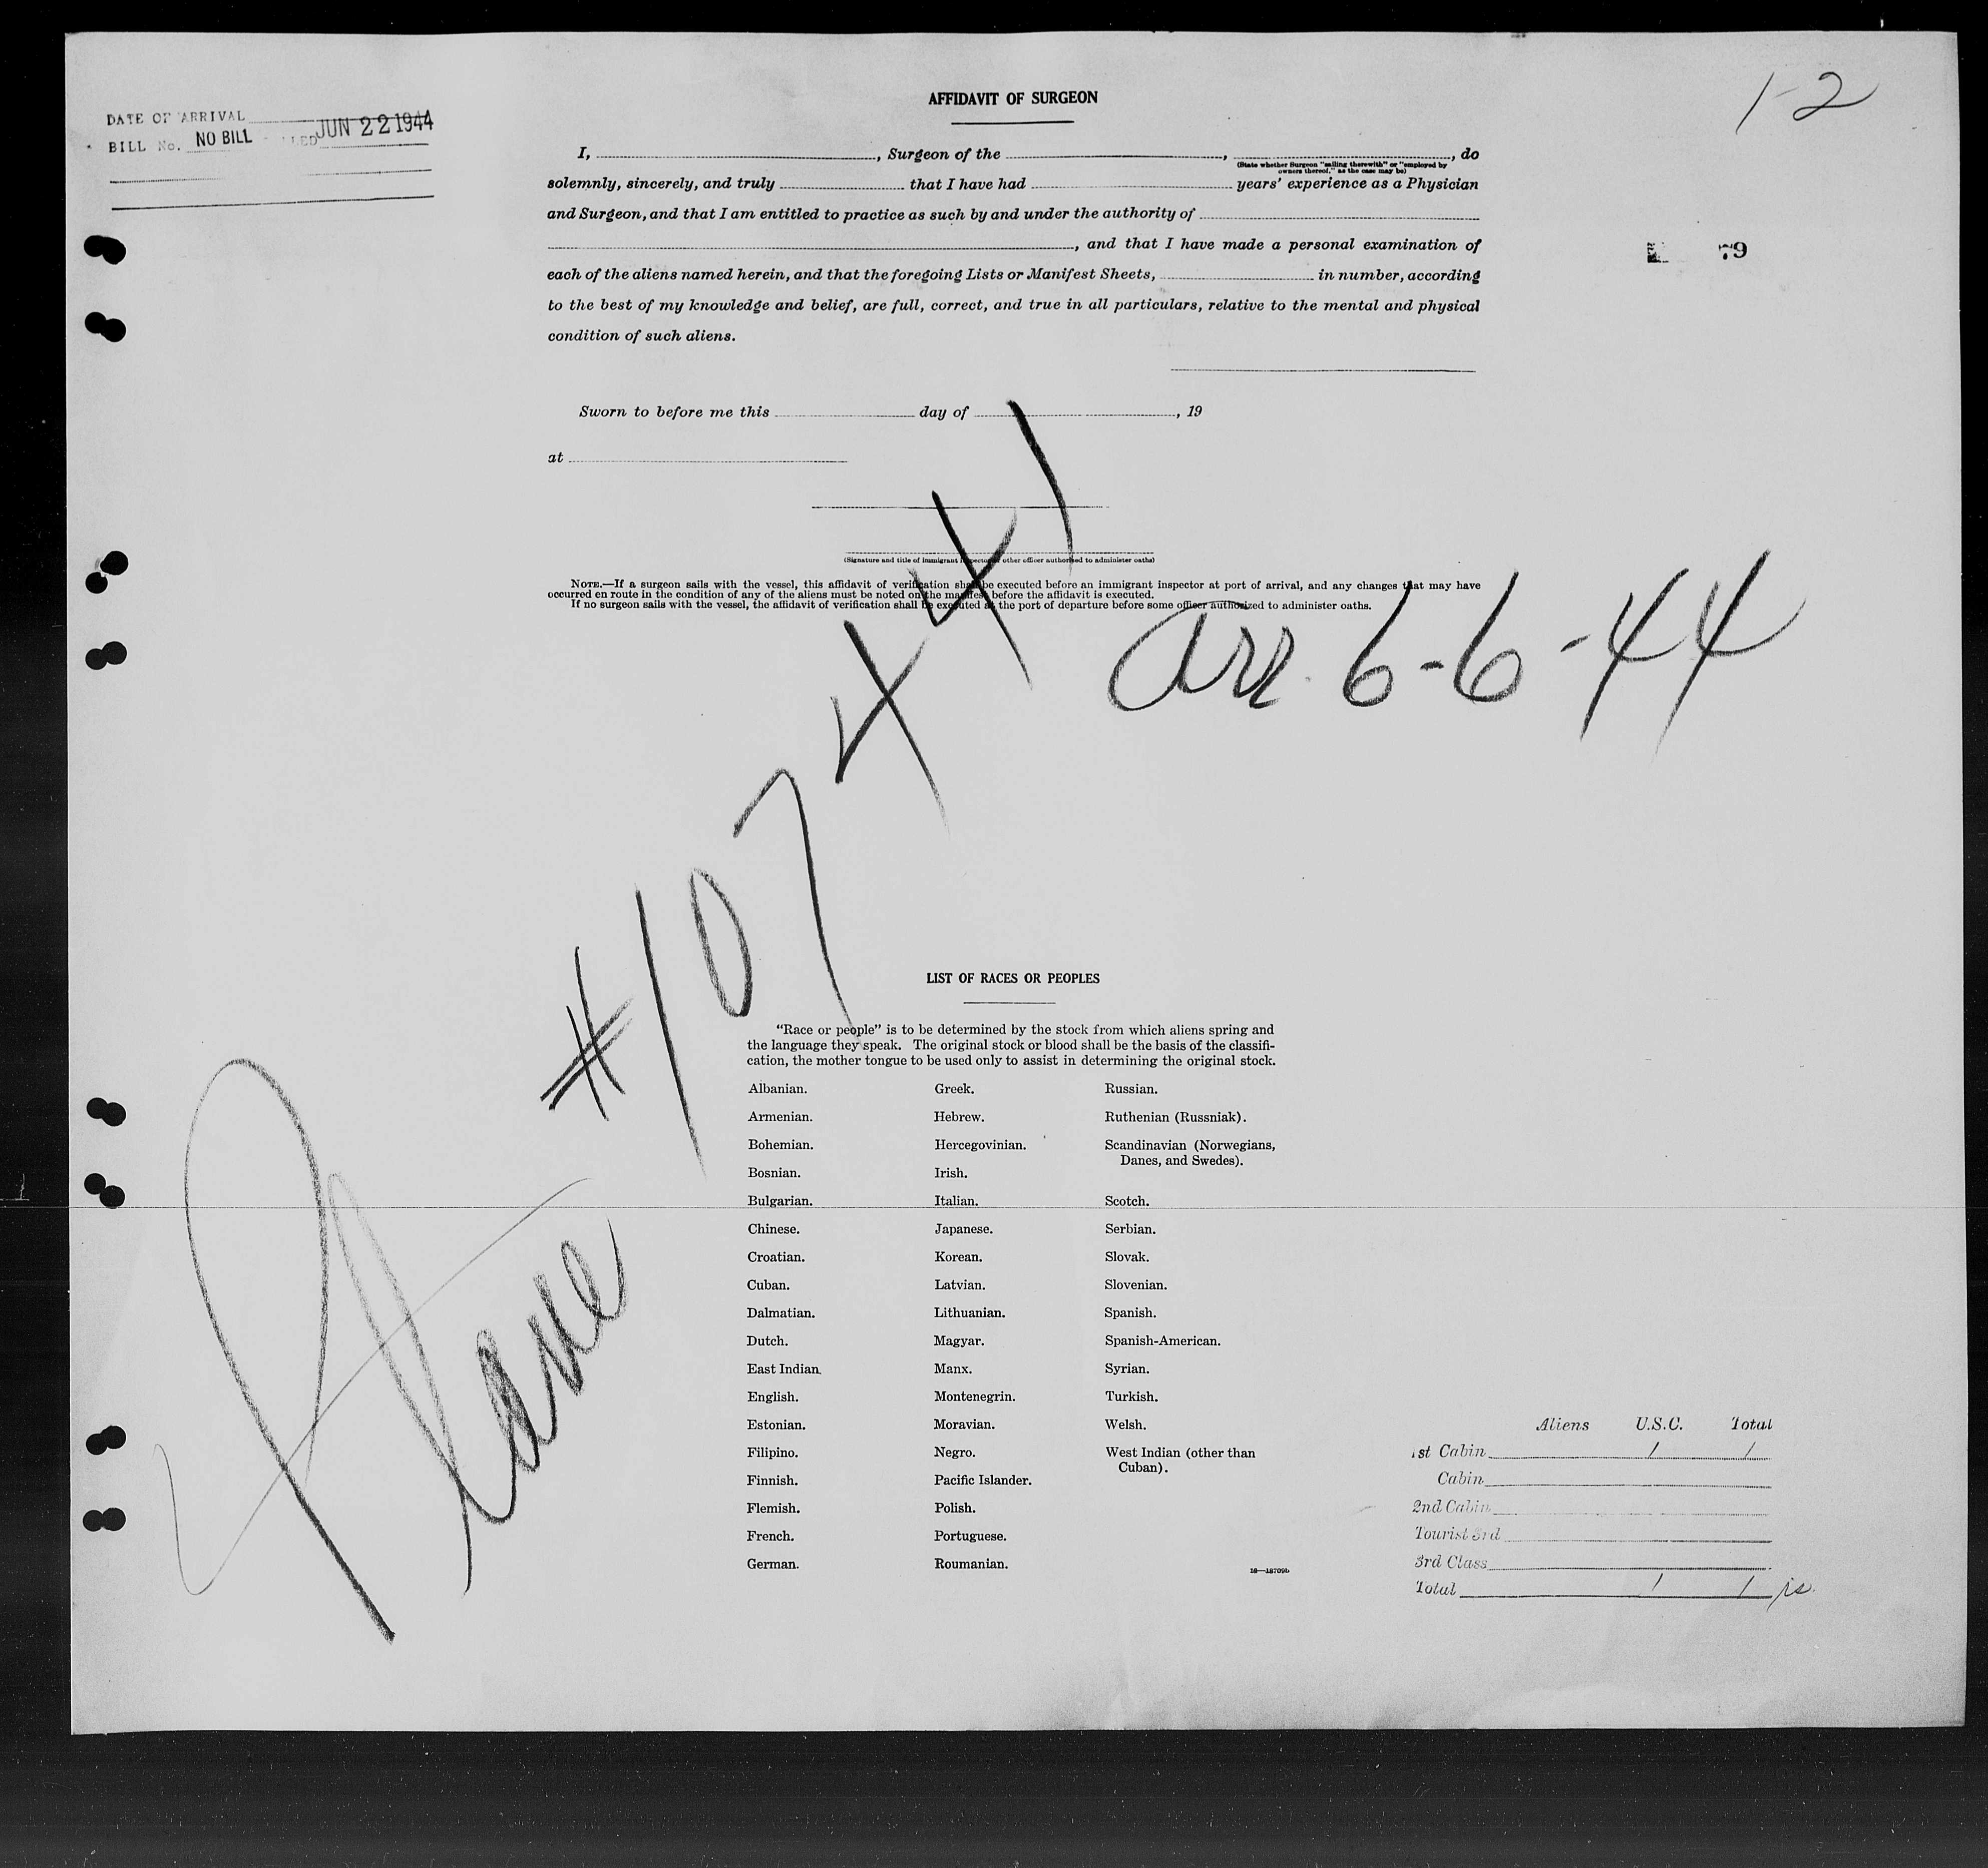 1-2
DATE OF ARRIVAL
BILL No. NO BILL JUN 22 1944
AFFIDAVIT OF SURGEON
I, , Surgeon of the , , do
(State whether Surgeon "sailing therewith" or "employed by
owners thereof," as the case may be)
solemnly, sincerely, and truly that I have had years' experience as a Physician
and Surgeon, and that I am entitled to practice as such by and under the authority of
, and that I have made a personal examination of
79
each of the aliens named herein, and that the foregoing Lists or Manifest Sheets, in number, according
to the best of my knowledge and belief, are full, correct, and true in all particulars, relative to the mental and physical
condition of such aliens.
Sworn to before me this day of , 19
at
(Signature and title of immigrant inspector or other officer authorized to administer oaths)
NOTE.—If a surgeon sails with the vessel, this affidavit of verification shall be executed before an immigrant inspector at port of arrival, and any changes that may have
occurred en route in the condition of any of the aliens must be noted on the manifest before the affidavit is executed.
If no surgeon sails with the vessel, the affidavit of verification shall be executed at the port of departure before some officer authorized to administer oaths.
Arr. 6-6-44
Plane #107441
LIST OF RACES OR PEOPLES
"Race or people" is to be determined by the stock from which aliens spring and
the language they speak. The original stock or blood shall be the basis of the classifi-
cation, the mother tongue to be used only to assist in determining the original stock.
Albanian.
Armenian.
Bohemian.
Bosnian.
Bulgarian.
Chinese.
Croatian.
Cuban.
Dalmatian.
Dutch.
East Indian.
English.
Estonian.
Filipino.
Finnish.
Flemish.
French.
German.
Greek.
Hebrew.
Hercegovinian.
Irish.
Italian.
Japanese.
Korean.
Latvian.
Lithuanian.
Magyar.
Manx.
Montenegrin.
Moravian.
Negro.
Pacific Islander.
Polish.
Portuguese.
Roumanian.
Russian.
Ruthenian (Russniak).
Scandinavian (Norwegians,
Danes, and Swedes).
Scotch.
Serbian.
Slovak.
Slovenian.
Spanish.
Spanish-American.
Syrian.
Turkish.
Welsh.
West Indian (other than
Cuban).
16—18709b
Aliens U.S.C. Total
1st Cabin 1 1
Cabin
2nd Cabin
Tourist 3rd
3rd Class
Total 1 1